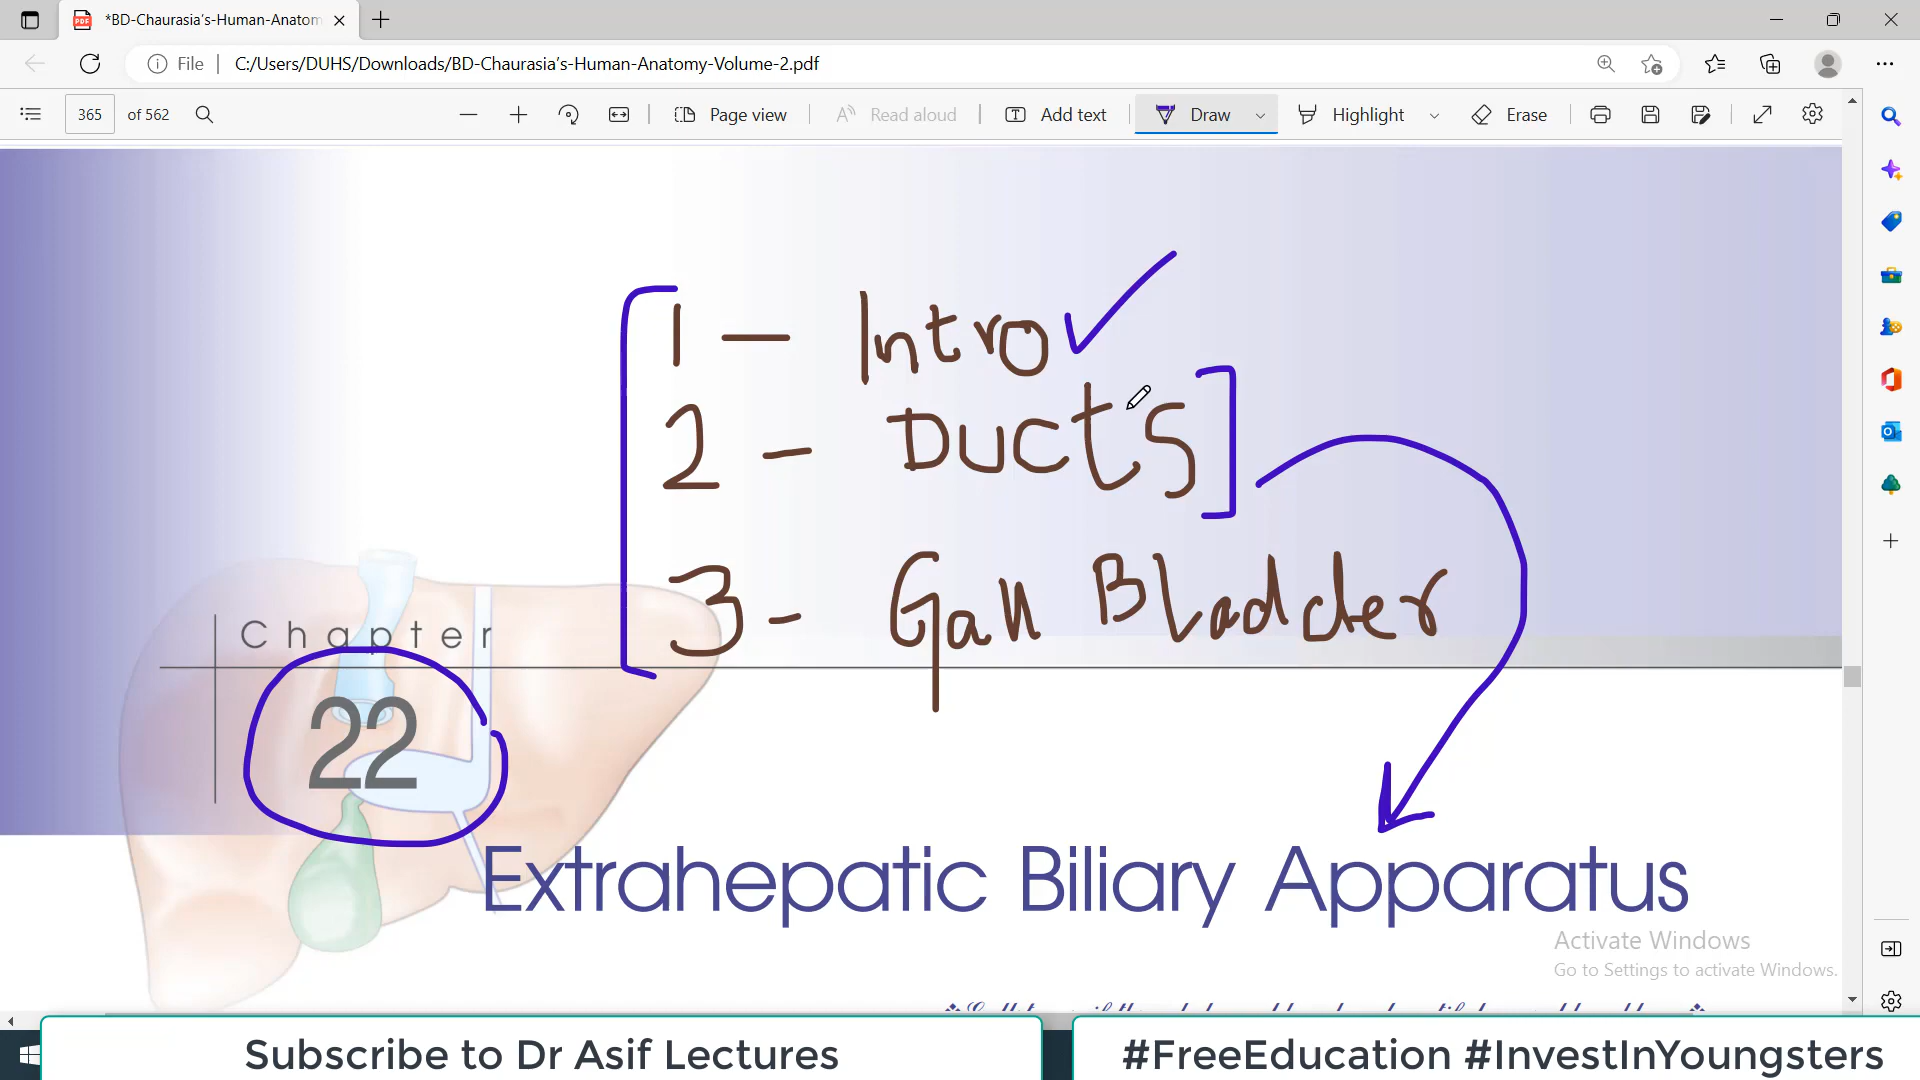 *BD-Chaurasia's-Human-Anatom
File C:/Users/DUHS/Downloads/BD-Chaurasia's-Human-Anatomy-Volume-2.pdf
365 of 562 Page view Read aloud Add text Draw Highlight Erase
1 — Intro
2 - Ducts
3 - Gall Bladder
Chapter
22
Extrahepatic Biliary Apparatus
Activate Windows
Go to Settings to activate Windows.
Subscribe to Dr Asif Lectures
#FreeEducation #InvestInYoungsters